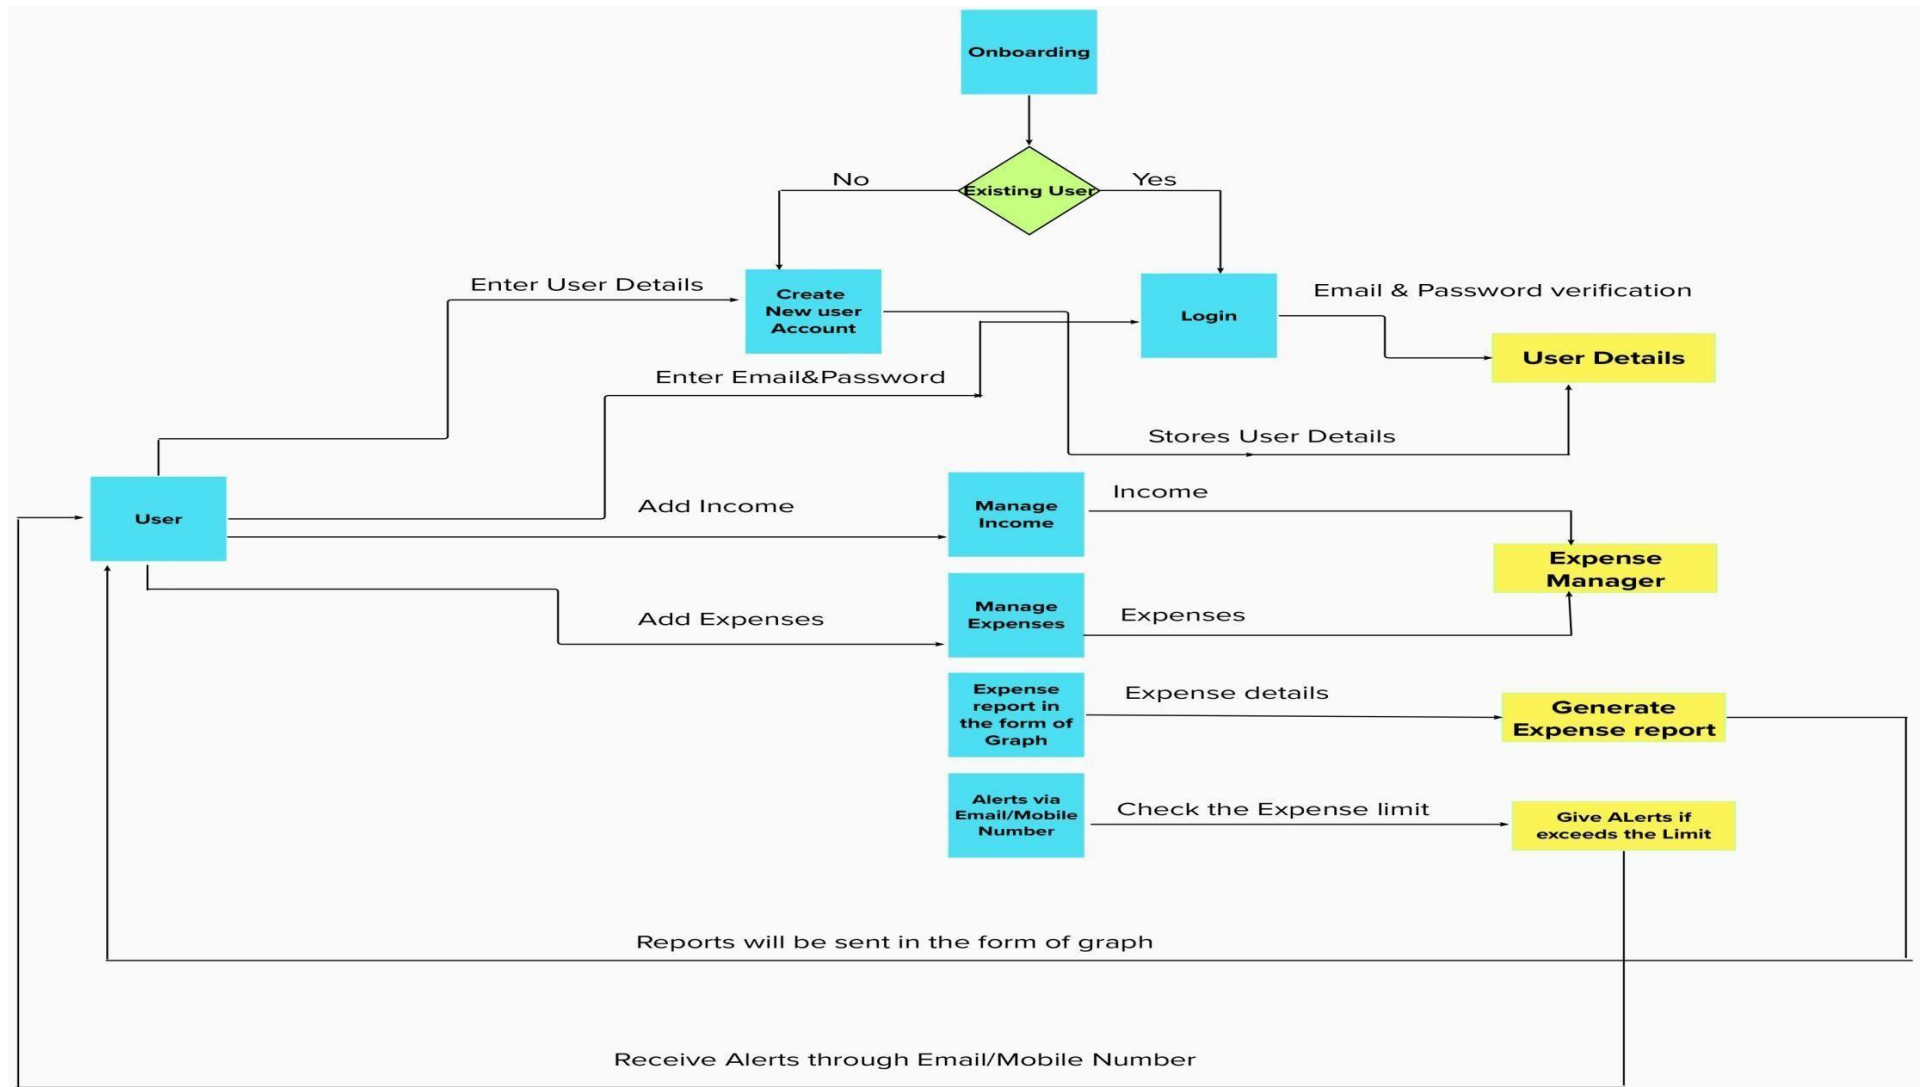 Onboarding
No
Existing User
Yes
Enter User Details
Create
New user
Account
Login
Email & Password verification
User Details
Enter Email&Password
Stores User Details
User
Add Income
Manage
Income
Income
Expense
Manager
Add Expenses
Manage
Expenses
Expenses
Expense
report in
the form of
Graph
Expense details
Generate
Expense report
Alerts via
Email/Mobile
Number
Check the Expense limit
Give ALerts if
exceeds the Limit
Reports will be sent in the form of graph
Receive Alerts through Email/Mobile Number